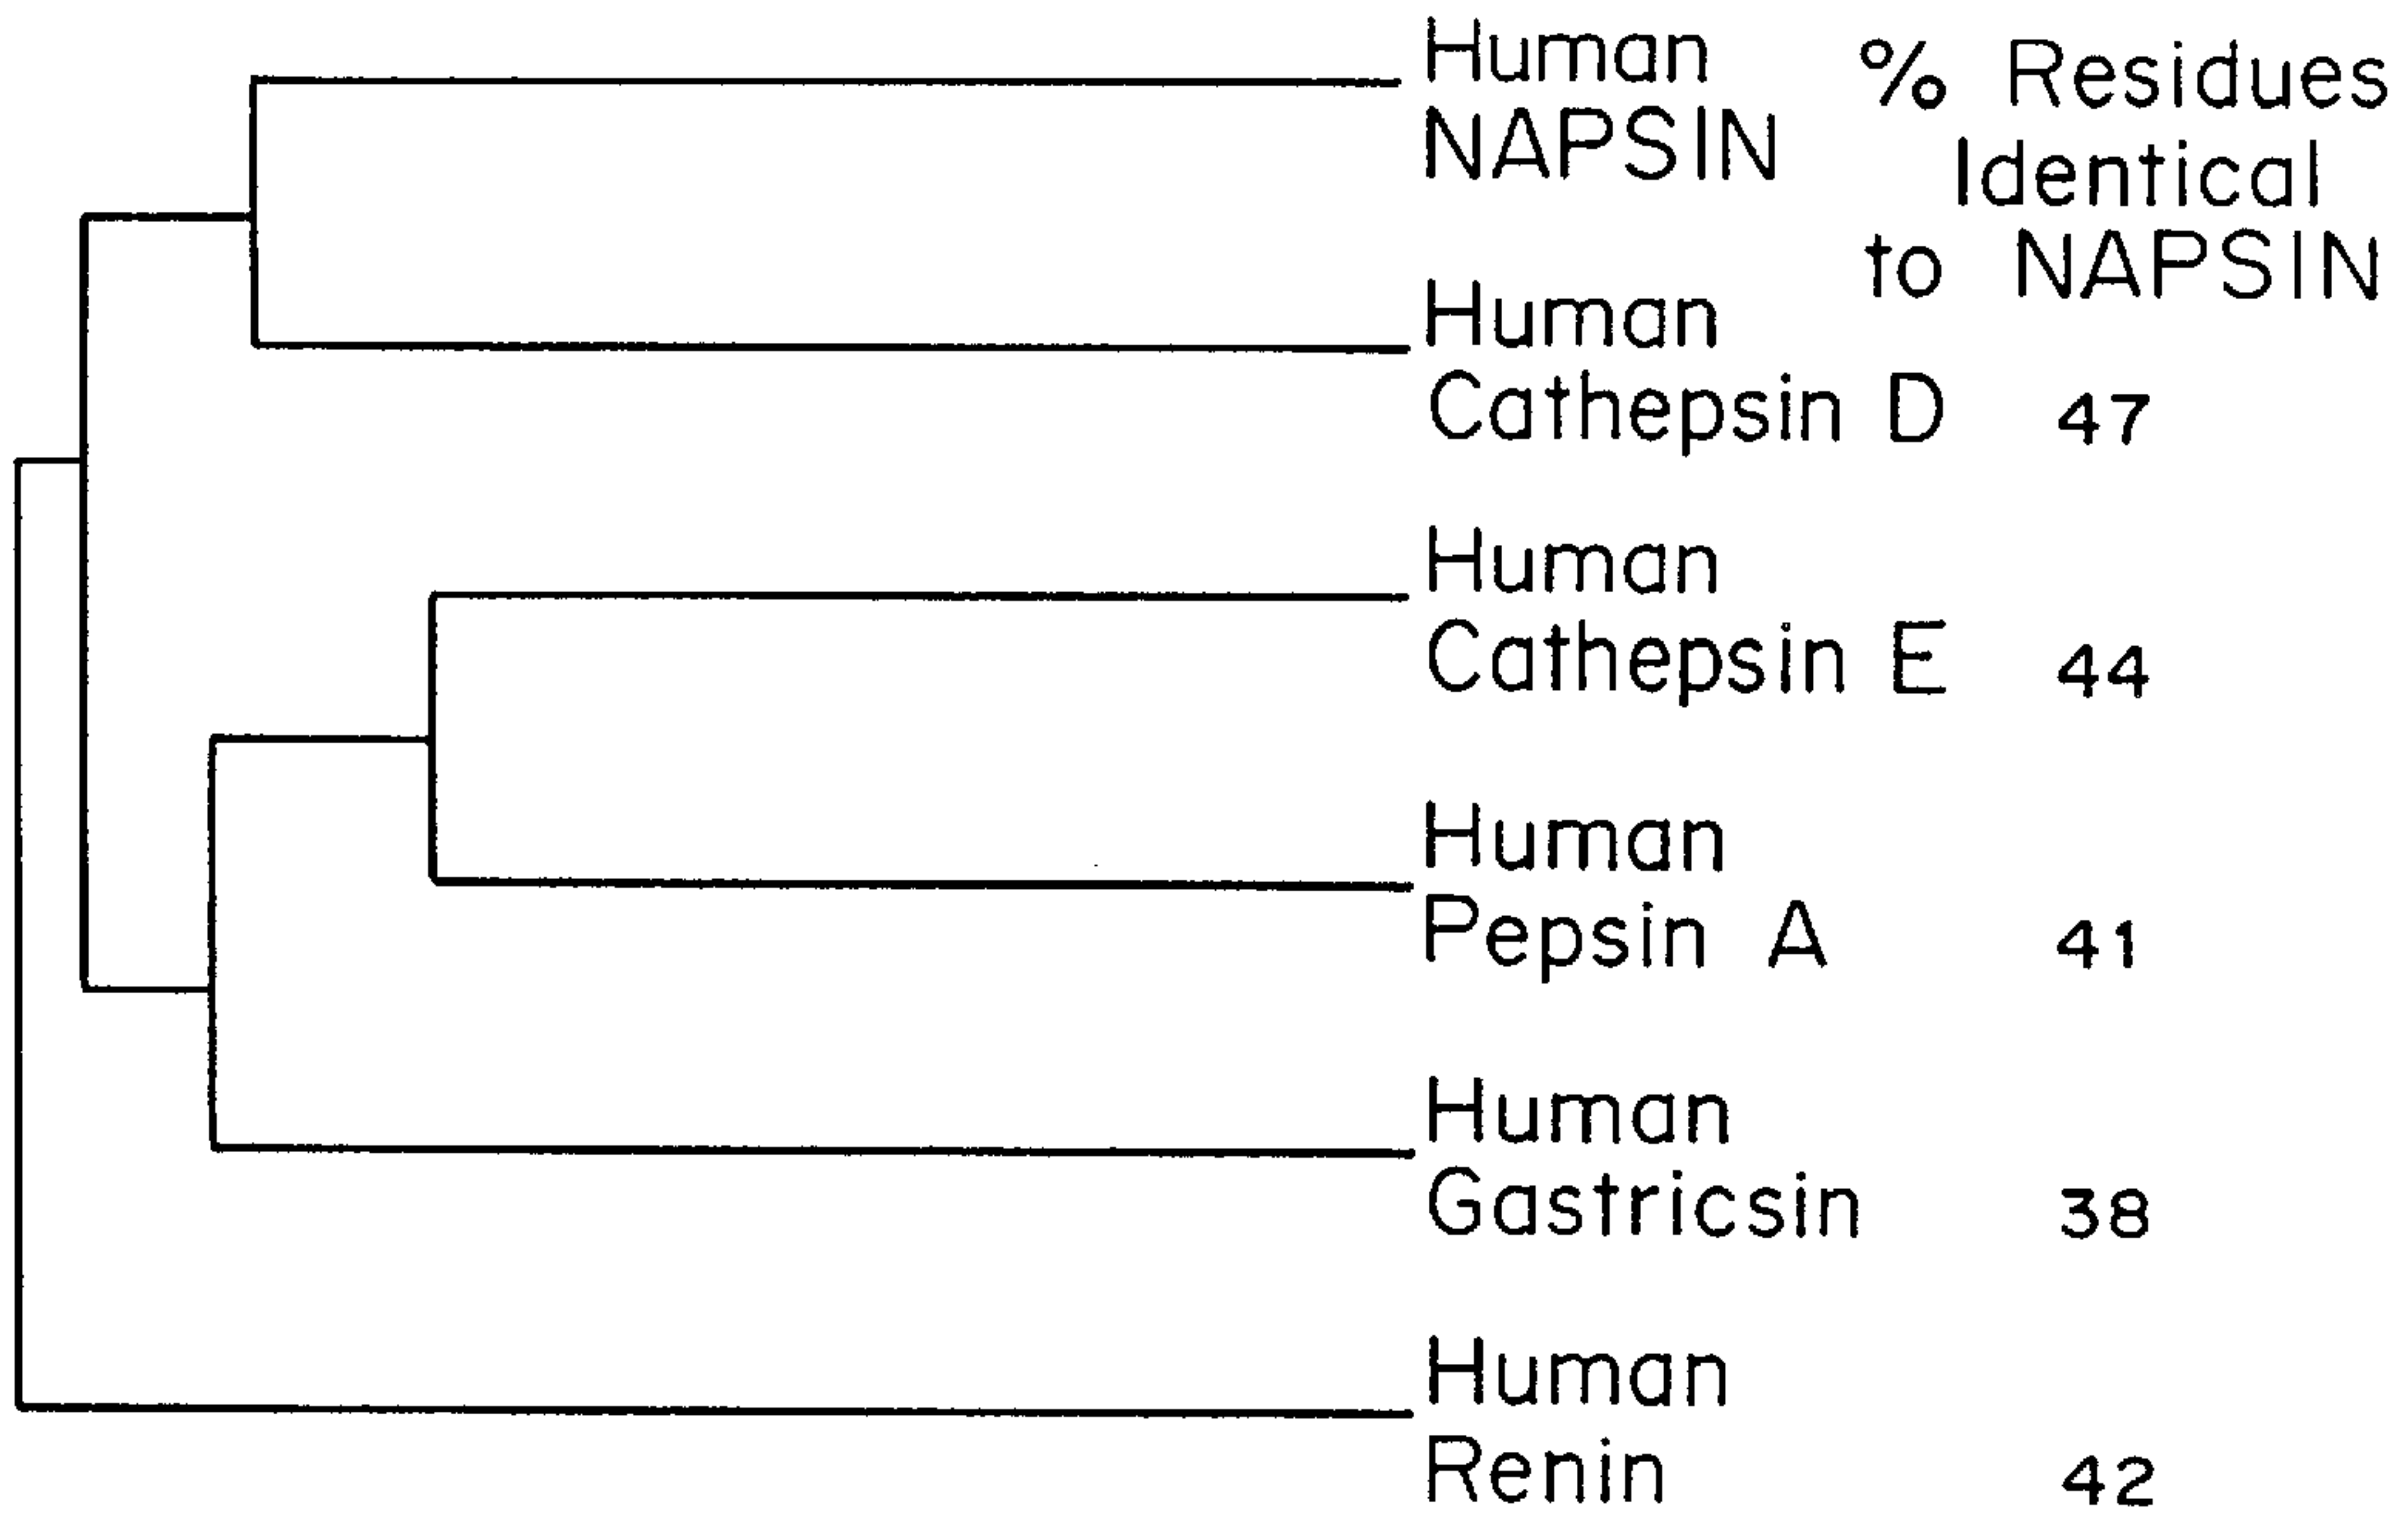 Human
NAPSIN
% Residues
Identical
to NAPSIN
Human
Cathepsin D 47
Human
Cathepsin E 44
Human
Pepsin A 41
Human
Gastricsin 38
Human
Renin 42